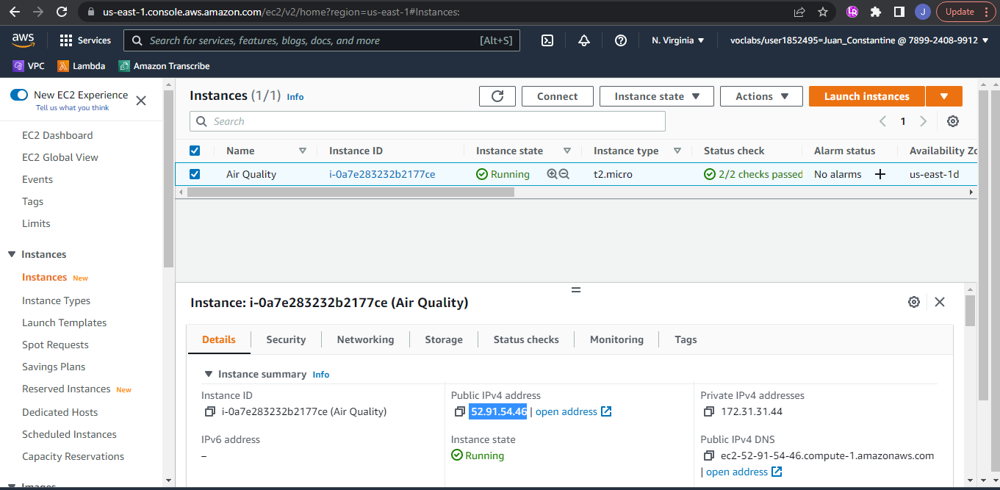 us-east-1.console.aws.amazon.com/ec2/v2/home?region=us-east-1#Instances:
J
Update
aws
Services
Search for services, features, blogs, docs, and more
[Alt+S]
N. Virginia
voclabs/user1852495=Juan_Constantine @ 7899-2408-9912
VPC
Lambda
Amazon Transcribe
New EC2 Experience
Tell us what you think
EC2 Dashboard
EC2 Global View
Events
Tags
Limits
Instances
Instances New
Instance Types
Launch Templates
Spot Requests
Savings Plans
Reserved Instances New
Dedicated Hosts
Scheduled Instances
Capacity Reservations
Images
Instances (1/1) Info
Connect
Instance state
Actions
Launch instances
Search
1
Name Instance ID Instance state Instance type Status check Alarm status Availability Zo
Air Quality i-0a7e283232b2177ce Running t2.micro 2/2 checks passed No alarms + us-east-1d
Instance: i-0a7e283232b2177ce (Air Quality)
Details Security Networking Storage Status checks Monitoring Tags
Instance summary Info
Instance ID
i-0a7e283232b2177ce (Air Quality)
Public IPv4 address
52.91.54.46 | open address
Private IPv4 addresses
172.31.31.44
IPv6 address
–
Instance state
Running
Public IPv4 DNS
ec2-52-91-54-46.compute-1.amazonaws.com
| open address